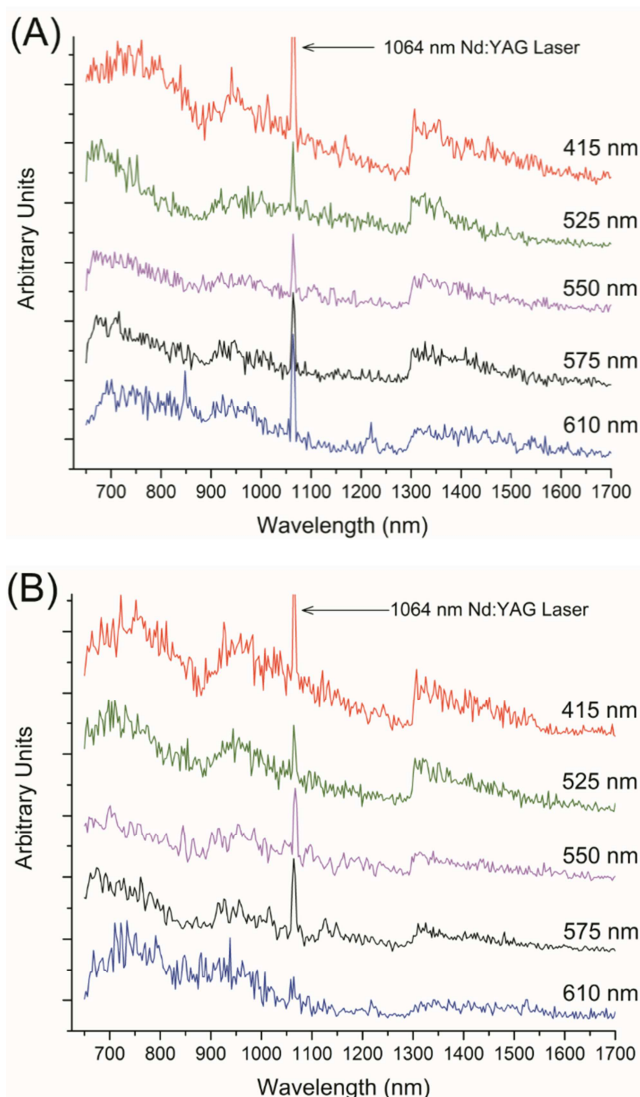 (A)
1064 nm Nd:YAG Laser
415 nm
525 nm
550 nm
575 nm
610 nm
Arbitrary Units
700 800 900 1000 1100 1200 1300 1400 1500 1600 1700
Wavelength (nm)
(B)
1064 nm Nd:YAG Laser
415 nm
525 nm
550 nm
575 nm
610 nm
Arbitrary Units
700 800 900 1000 1100 1200 1300 1400 1500 1600 1700
Wavelength (nm)